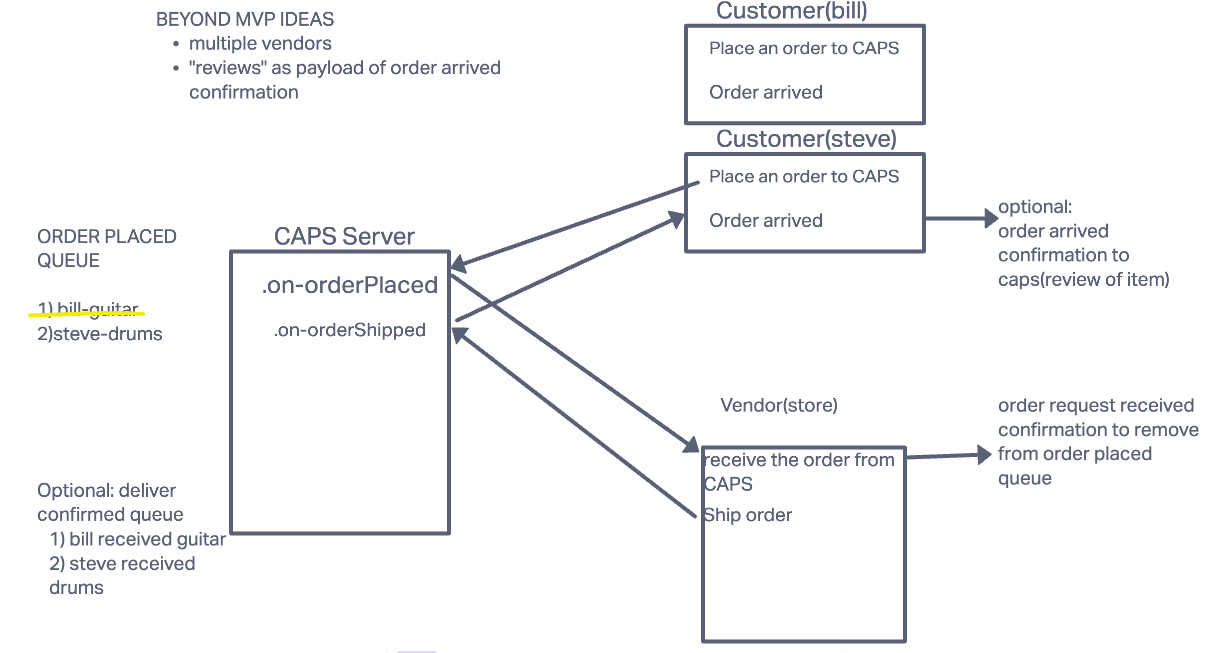 BEYOND MVP IDEAS
• multiple vendors
• "reviews" as payload of order arrived
confirmation
Customer(bill)
Place an order to CAPS
Order arrived
Customer(steve)
Place an order to CAPS
Order arrived
optional:
order arrived
confirmation to
caps(review of item)
ORDER PLACED
QUEUE
1) bill-guitar
2)steve-drums
CAPS Server
.on-orderPlaced
.on-orderShipped
Vendor(store)
receive the order from
CAPS
Ship order
order request received
confirmation to remove
from order placed
queue
Optional: deliver
confirmed queue
1) bill received guitar
2) steve received
drums